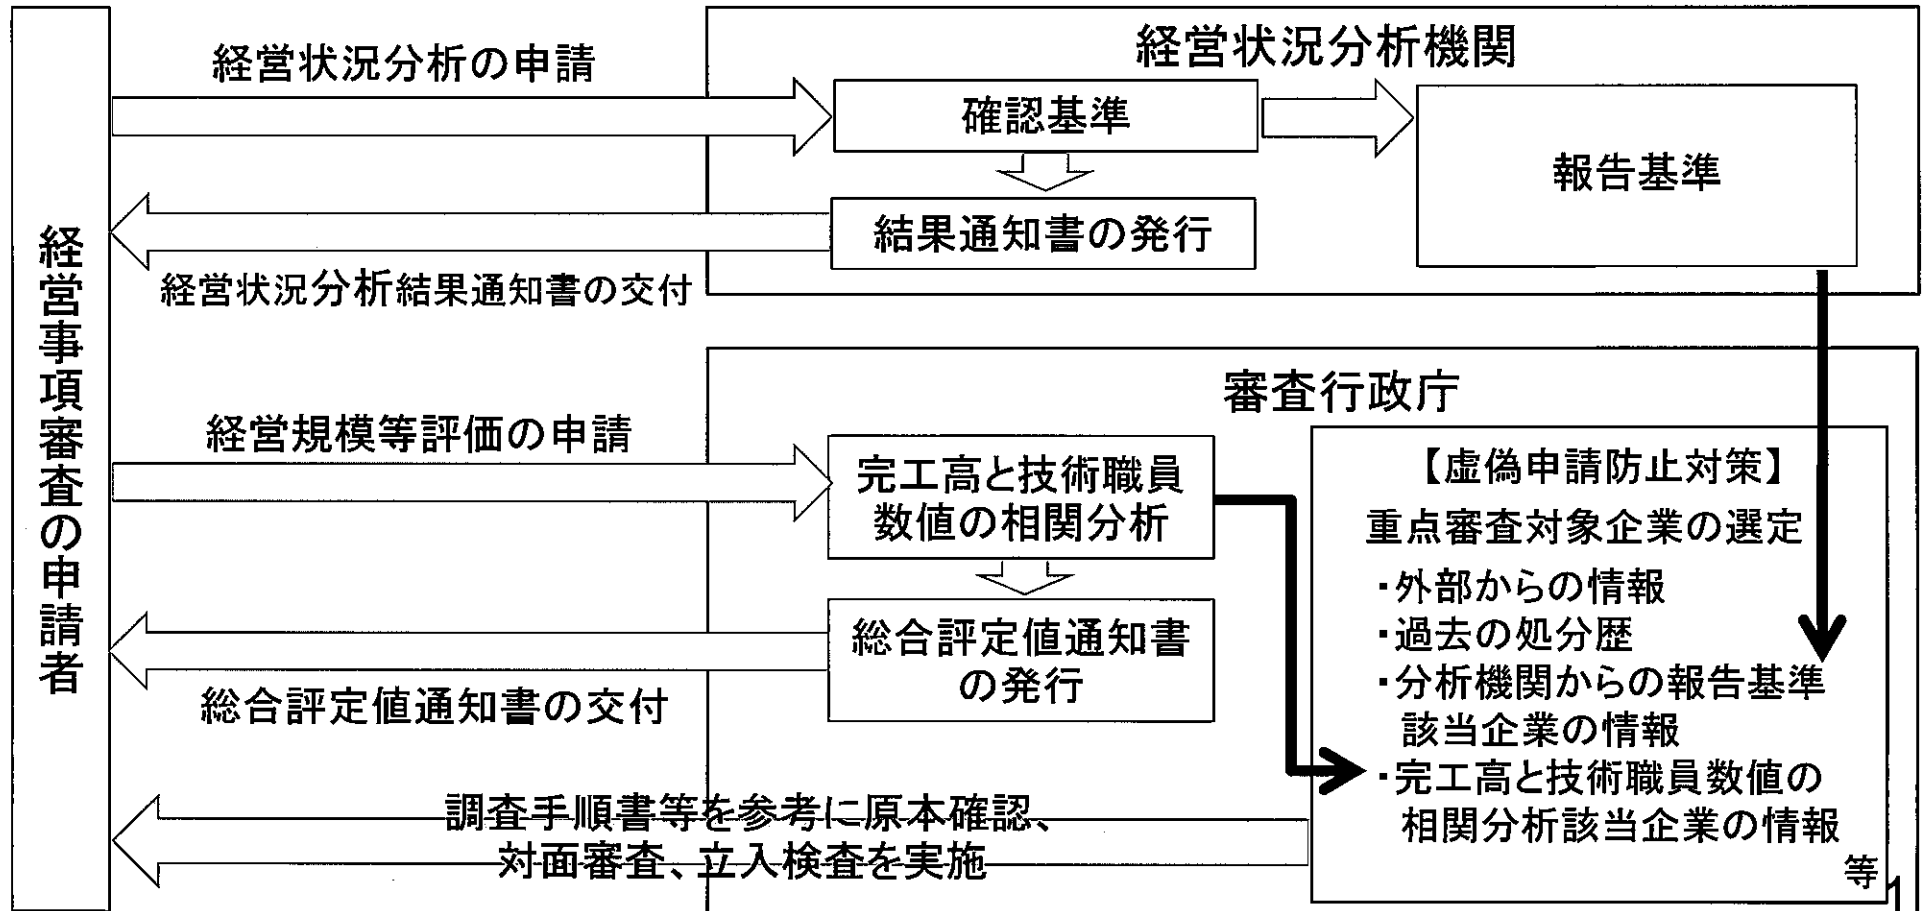 経営事項審査の申請者
経営状況分析の申請
経営状況分析機関
確認基準
報告基準
結果通知書の発行
経営状況分析結果通知書の交付
審査行政庁
経営規模等評価の申請
完工高と技術職員
数値の相関分析
総合評定値通知書
の発行
総合評定値通知書の交付
【虚偽申請防止対策】
重点審査対象企業の選定
・外部からの情報
・過去の処分歴
・分析機関からの報告基準
該当企業の情報
・完工高と技術職員数値の
相関分析該当企業の情報
等
調査手順書等を参考に原本確認、
対面審査、立入検査を実施
1